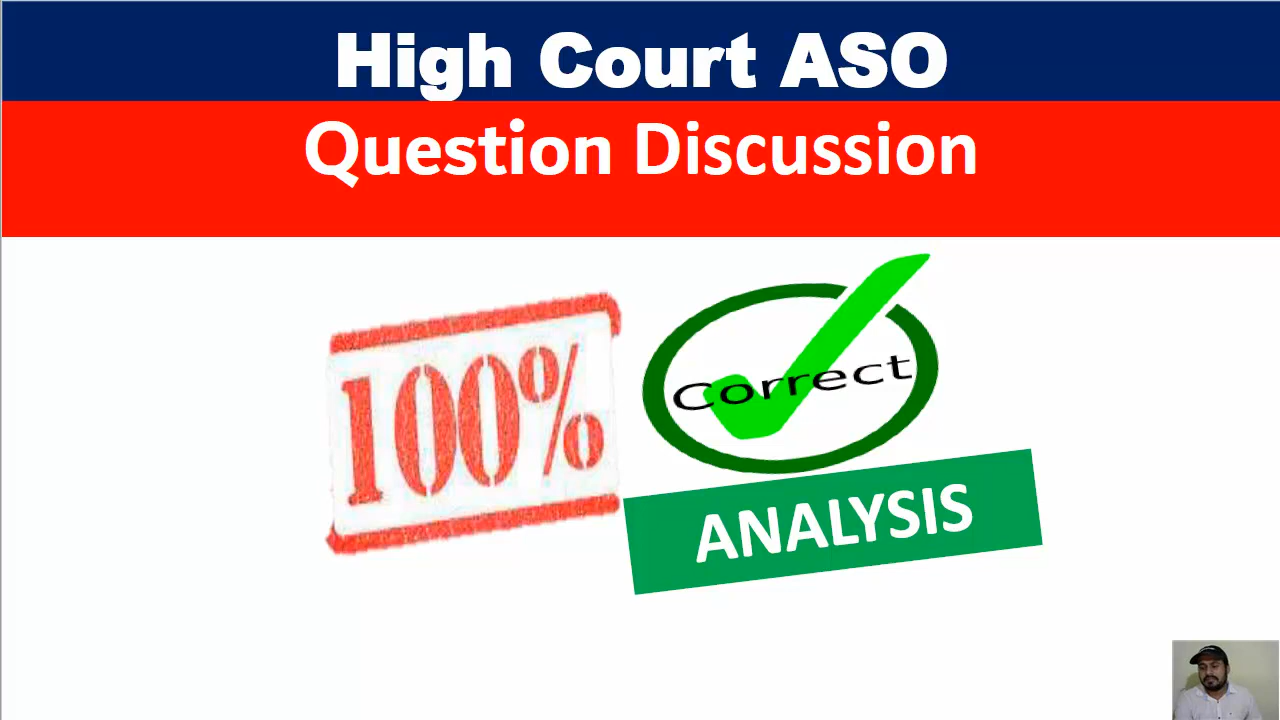 High Court ASO
Question Discussion
100%
Correct
ANALYSIS